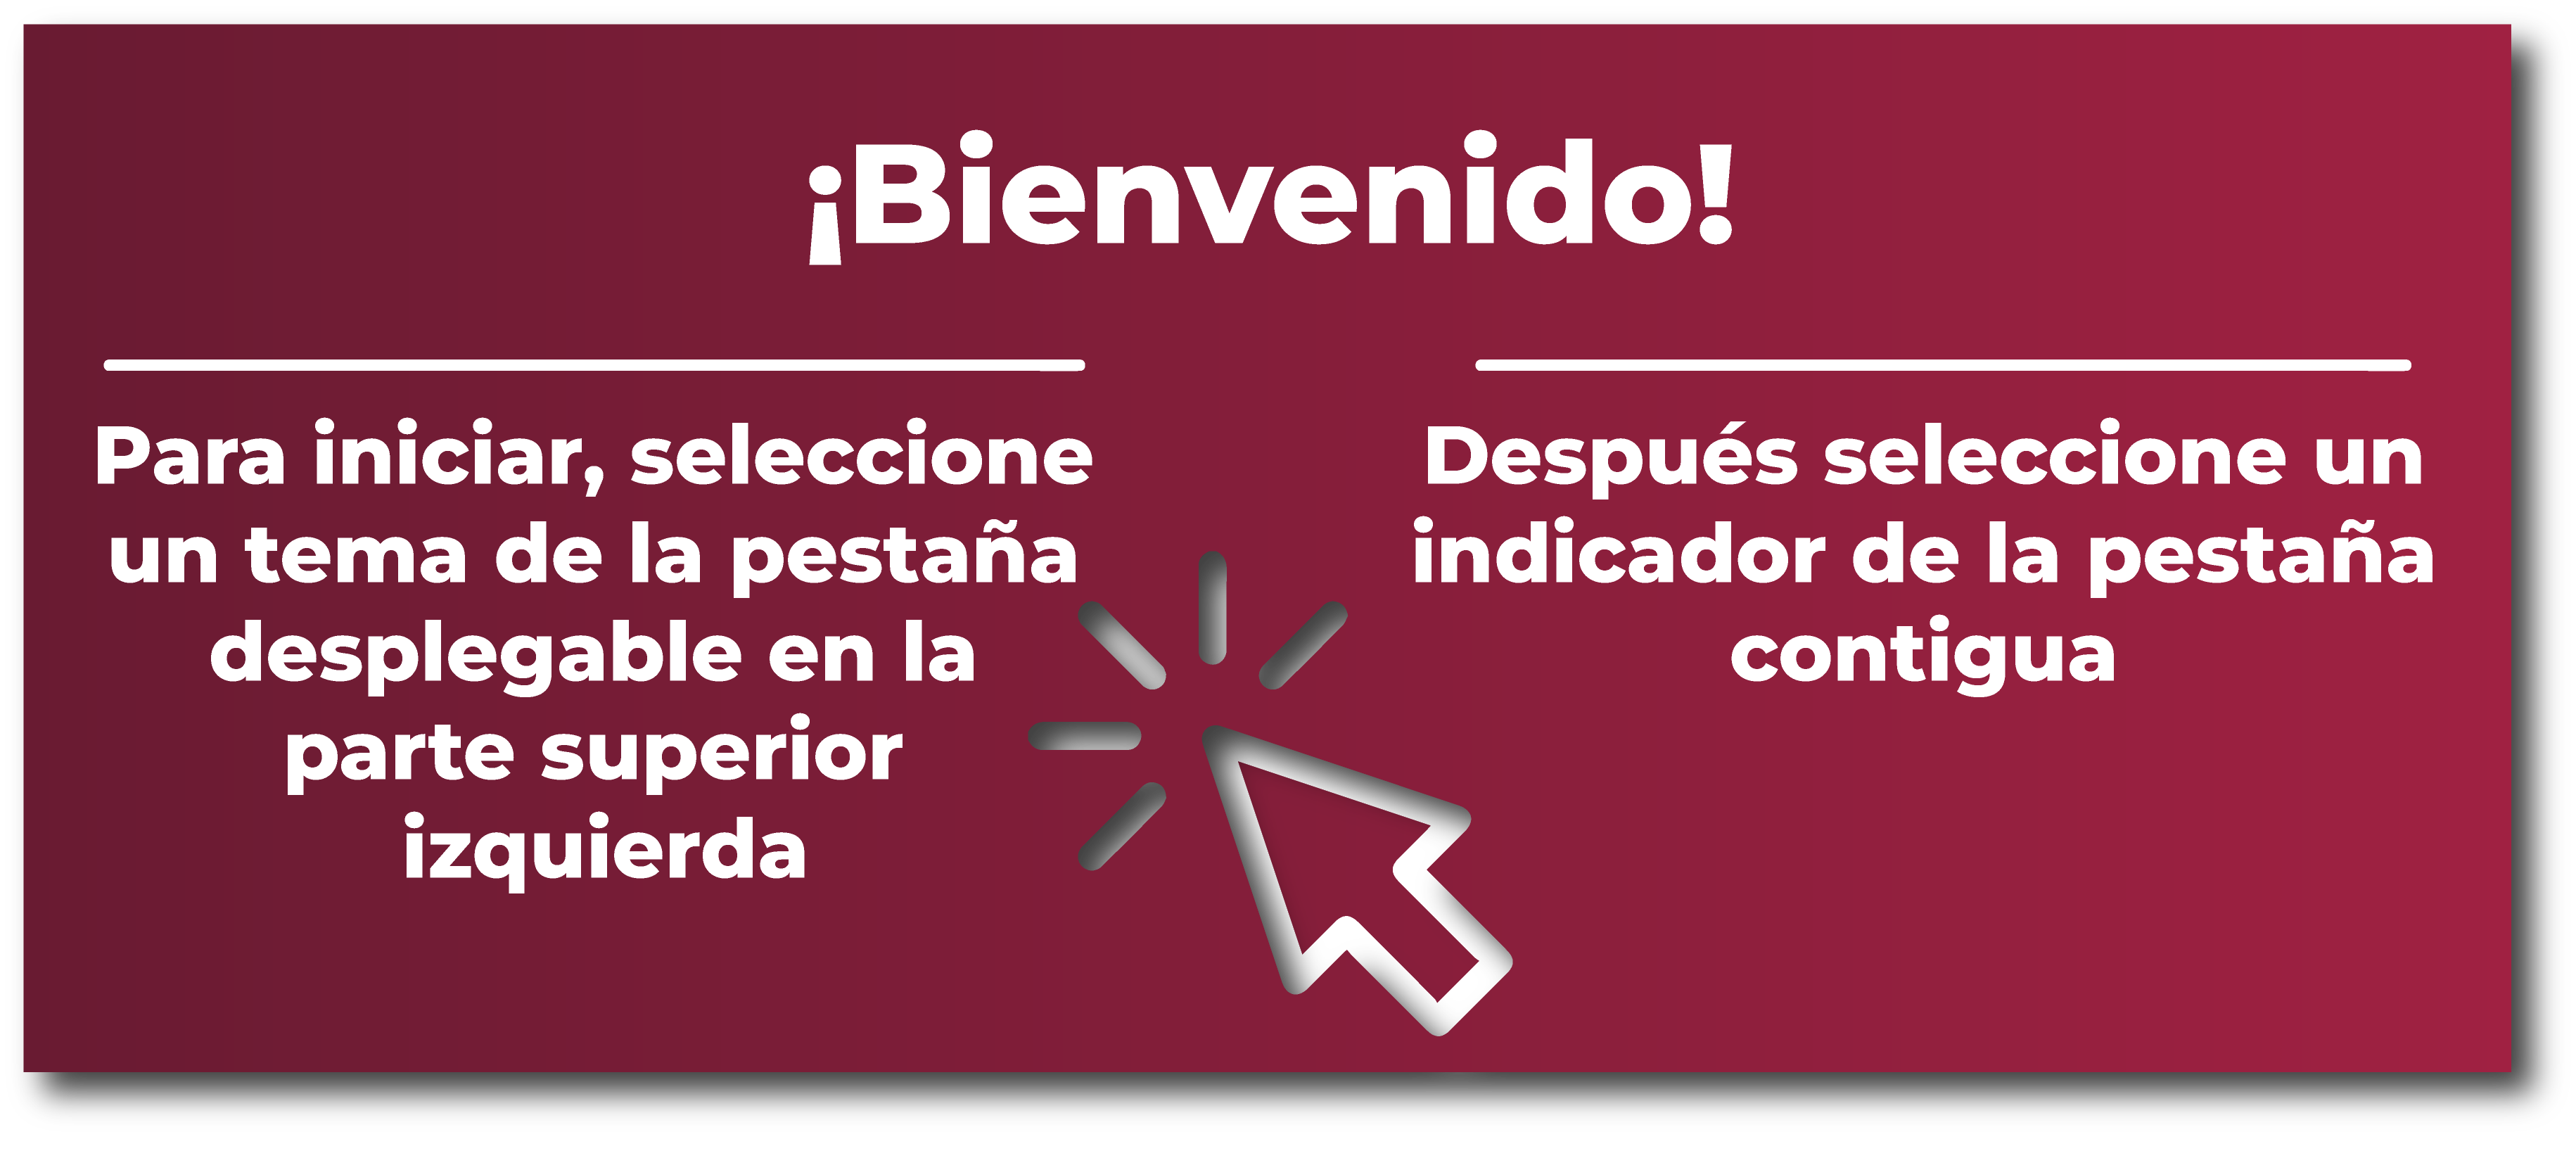 ¡Bienvenido!
Para iniciar, seleccione
un tema de la pestaña
desplegable en la
parte superior
izquierda
Después seleccione un
indicador de la pestaña
contigua